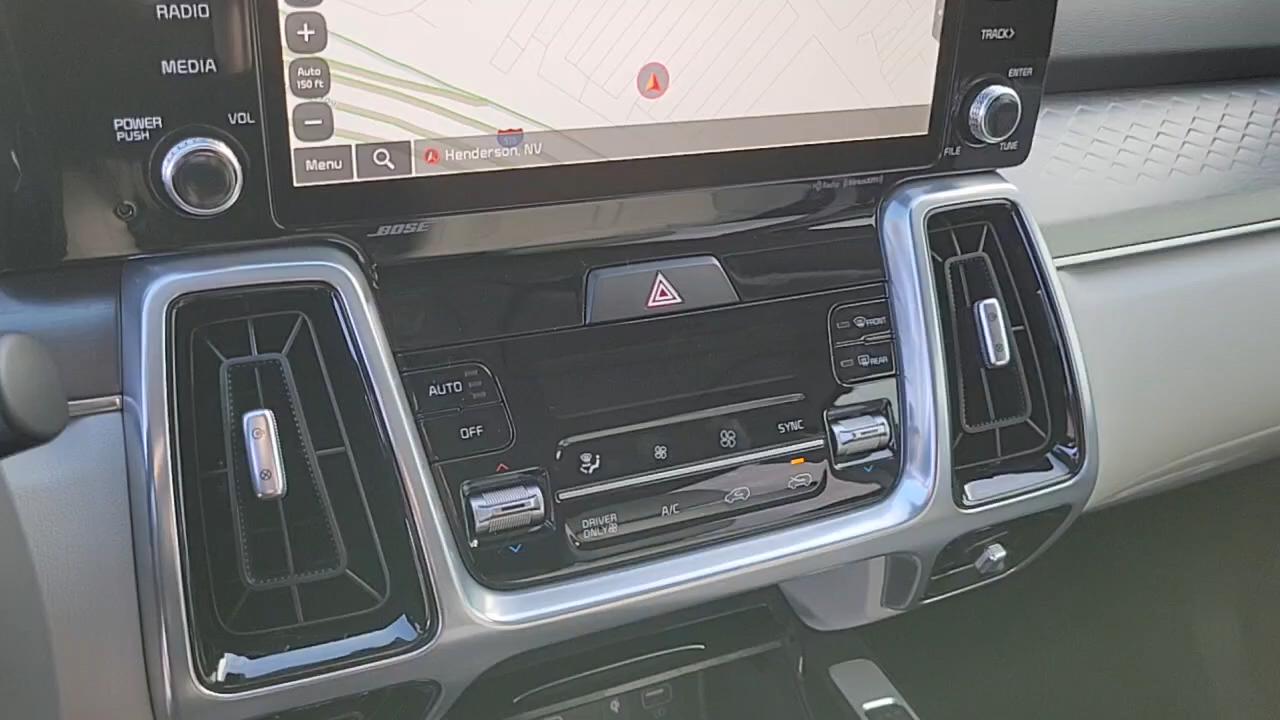 RADIO
MEDIA
POWER
PUSH
VOL
Auto
150 ft
Menu
Henderson, NV
TRACK>
ENTER
FILE
TUNE
BOSE
FRONT
REAR
AUTO
OFF
SYNC
DRIVER
ONLY
A/C